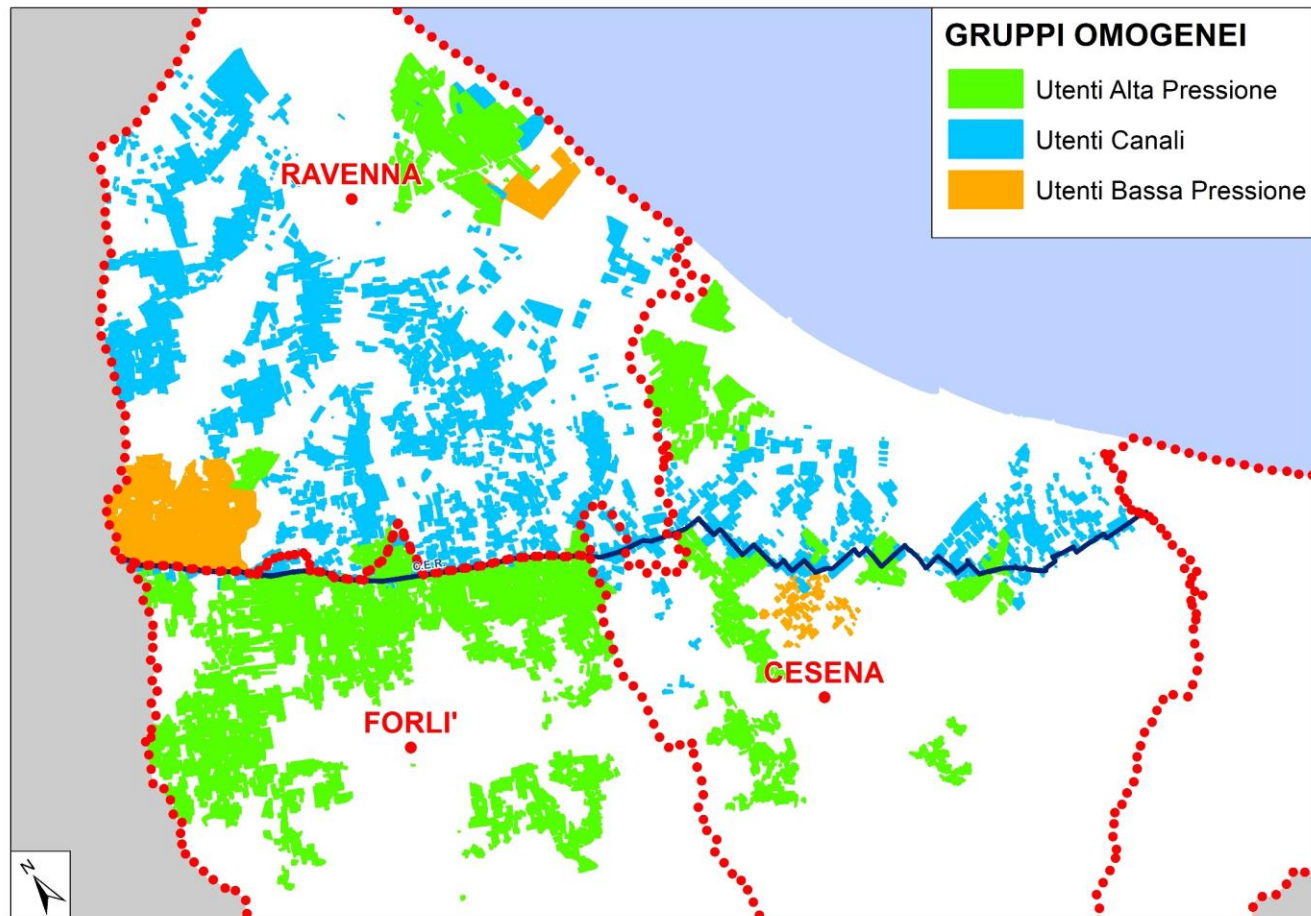 GRUPPI OMOGENEI
Utenti Alta Pressione
Utenti Canali
Utenti Bassa Pressione
RAVENNA
C.E.R.
CESENA
FORLI'
N